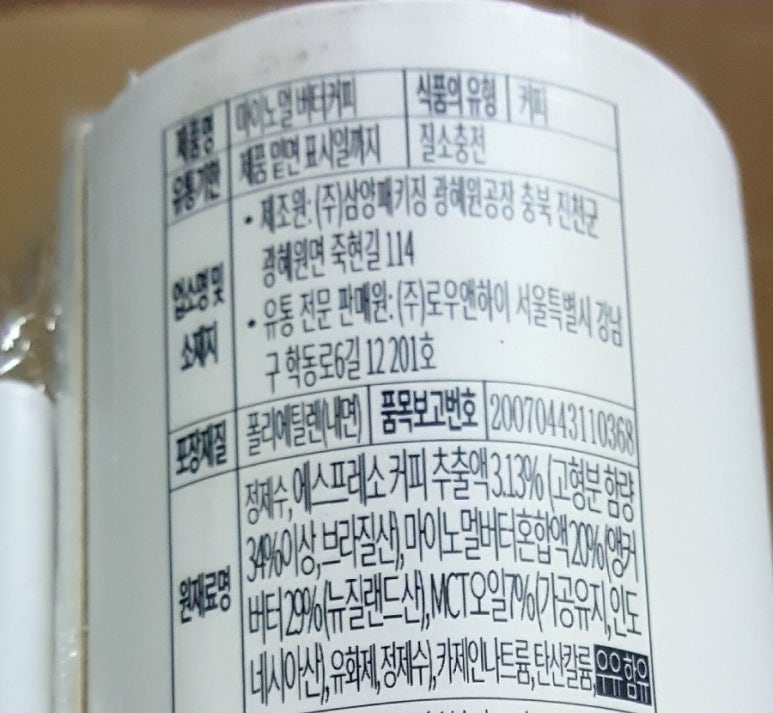 제품명 마이노멀 버터커피 식품의 유형 커피
유통기한 제품 밑면 표시일까지 질소충전
업소명 및 소재지
• 제조원: (주)삼양패키징 광혜원공장 충북 진천군
광혜원면 죽현길 114
• 유통 전문 판매원: (주)로우앤하이 서울특별시 강남
구 학동로6길 12 201호
포장재질 폴리에틸렌(내면) 품목보고번호 20070443110368
원재료명
정제수, 에스프레소 커피 추출액 3.13% (고형분 함량
34%이상, 브라질산), 마이노멀버터혼합액 20%(앵커
버터 29%(뉴질랜드산), MCT오일7%(가공유지, 인도
네시아산), 유화제, 정제수), 카제인나트륨, 탄산칼륨, 우유 함유